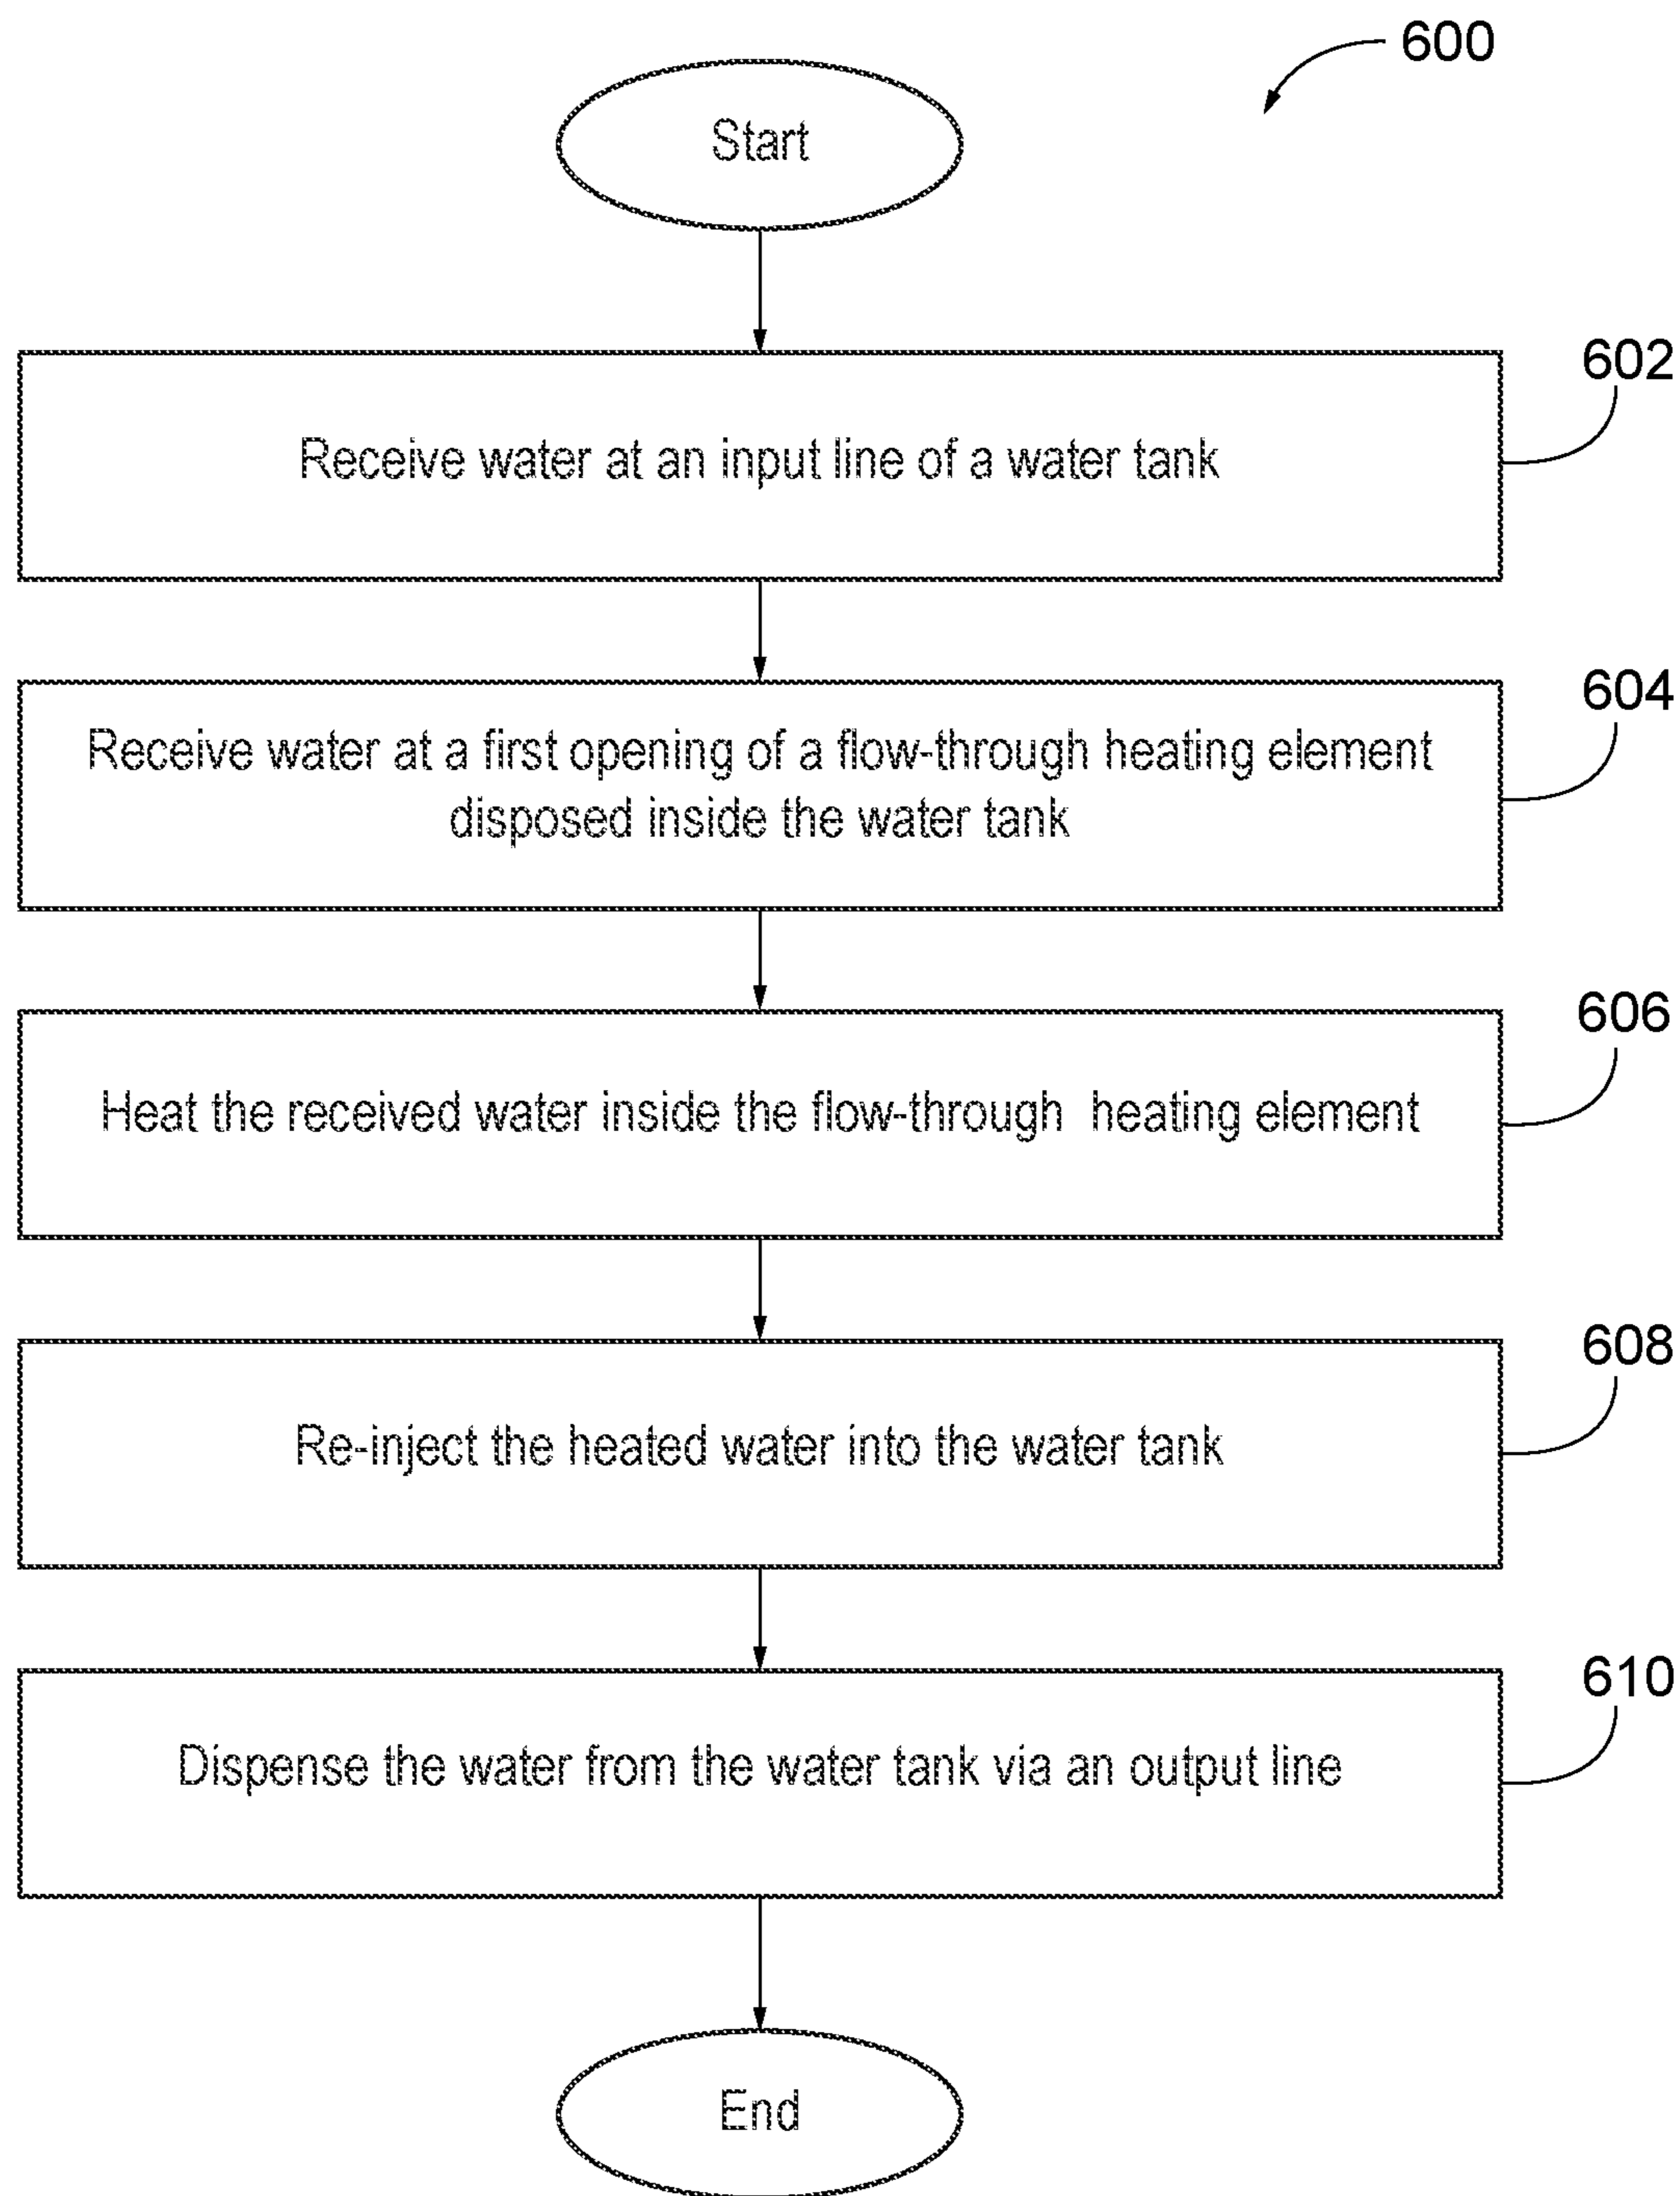 600
Start
602
Receive water at an input line of a water tank
604
Receive water at a first opening of a flow-through heating element
disposed inside the water tank
606
Heat the received water inside the flow-through heating element
608
Re-inject the heated water into the water tank
610
Dispense the water from the water tank via an output line
End